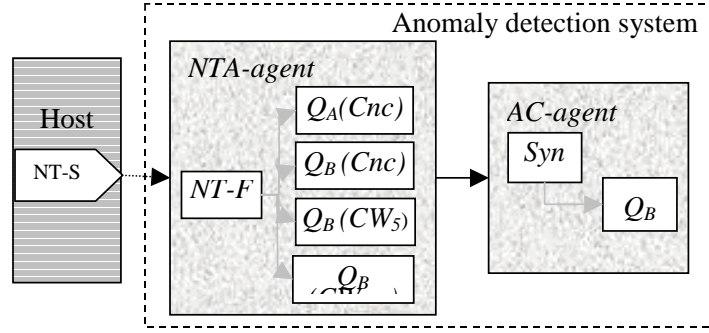 Anomaly detection system
NTA-agent
Host
NT-S
NT-F
Q_A(Cnc)
Q_B(Cnc)
Q_B(CW_5)
Q_B
AC-agent
Syn
Q_B